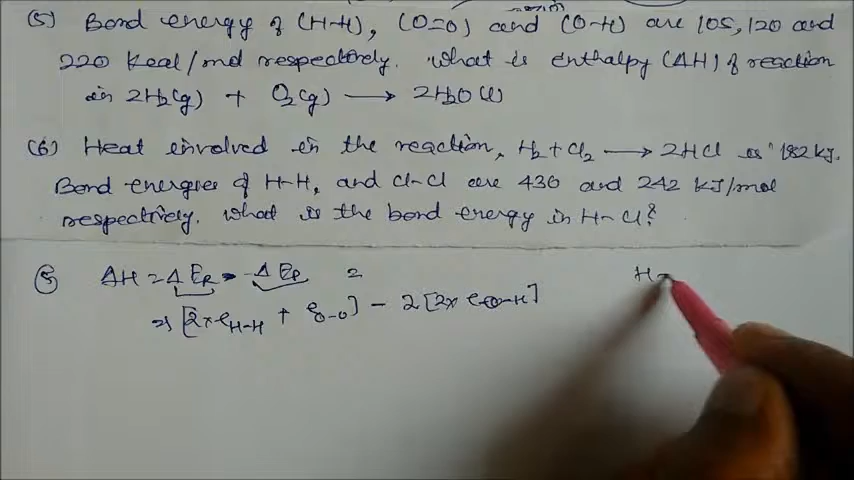 (5) Bond energy of (H-H), (O=O) and (O-H) are 105, 120 and
220 Kcal/mol respectively. What is enthalpy (ΔH) of reaction
in 2H2(g) + O2(g) ⟶ 2H2O(l)
(6) Heat involved in the reaction, H2 + Cl2 ⟶ 2HCl is 182 kJ.
Bond energies of H-H, and Cl-Cl are 430 and 242 kJ/mol
respectively. What is the bond energy in H-Cl?
(5) ΔH = ΔER - ΔEP = H-
⇒ [2×eH-H + eO-O] - 2[2×eO-H]